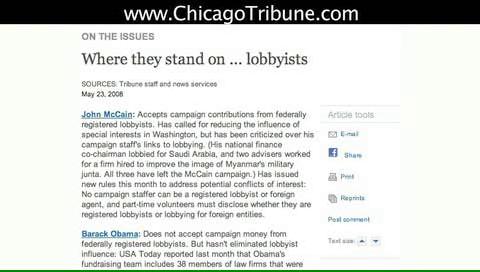 www.ChicagoTribune.com
ON THE ISSUES
Where they stand on ... lobbyists
SOURCES: Tribune staff and news services
May 23, 2008
John McCain: Accepts campaign contributions from federally
registered lobbyists. Has called for reducing the influence of
special interests in Washington, but has been criticized over his
campaign staff's links to lobbying. (His national finance
co-chairman lobbied for Saudi Arabia, and two advisers worked
for a firm hired to improve the image of Myanmar's military
junta. All three have left the McCain campaign.) Has issued
new rules this month to address potential conflicts of interest:
No campaign staffer can be a registered lobbyist or foreign
agent, and part-time volunteers must disclose whether they are
registered lobbyists or lobbying for foreign entities.
Barack Obama: Does not accept campaign money from
federally registered lobbyists. But hasn't eliminated lobbyist
influence: USA Today reported last month that Obama's
fundraising team includes 38 members of law firms that were
Article tools
E-mail
Share
Print
Reprints
Post comment
Text size: